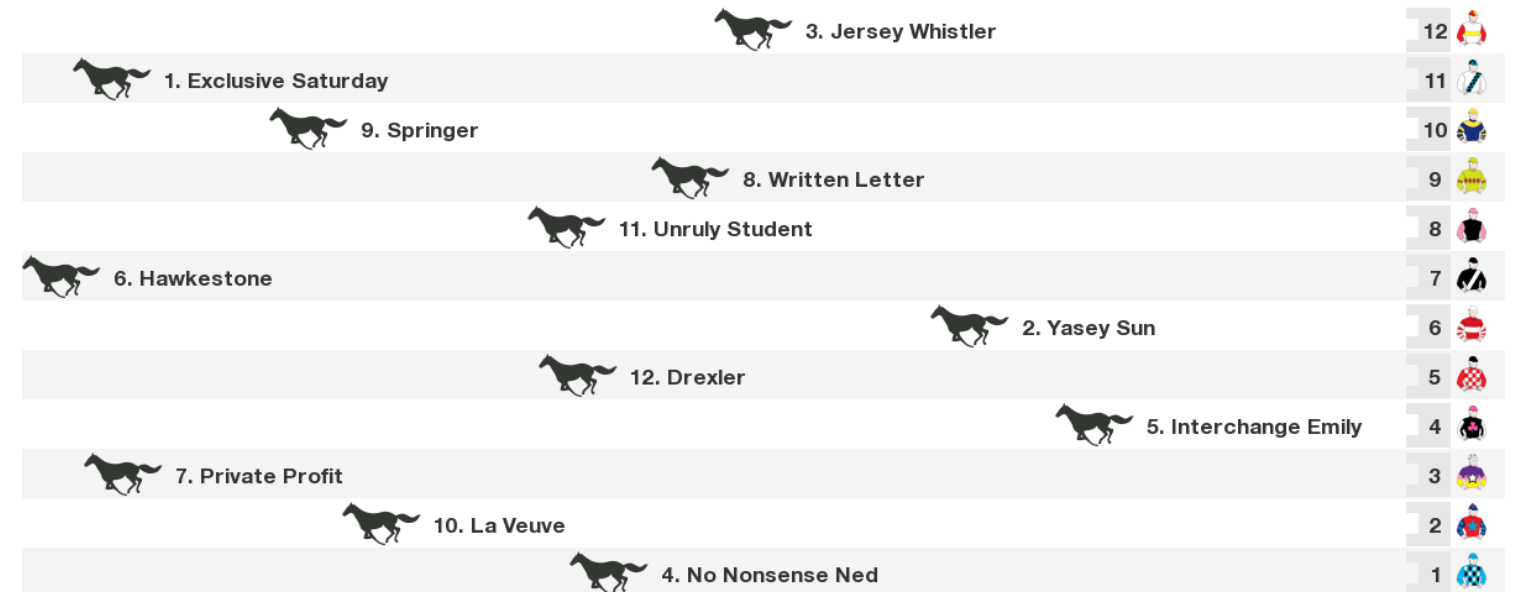 3. Jersey Whistler 12
1. Exclusive Saturday 11
9. Springer 10
8. Written Letter 9
11. Unruly Student 8
6. Hawkestone 7
2. Yasey Sun 6
12. Drexler 5
5. Interchange Emily 4
7. Private Profit 3
10. La Veuve 2
4. No Nonsense Ned 1